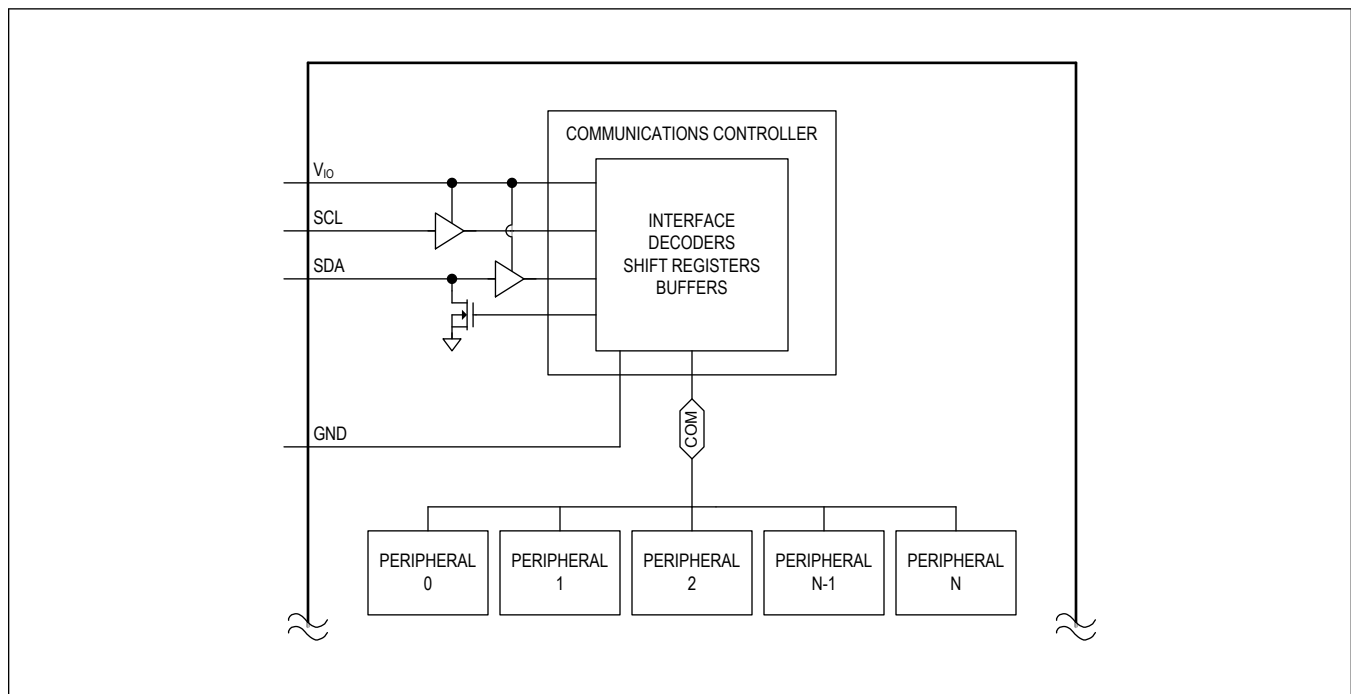 COMMUNICATIONS CONTROLLER
VIO
SCL
SDA
INTERFACE
DECODERS
SHIFT REGISTERS
BUFFERS
GND
COM
PERIPHERAL
0
PERIPHERAL
1
PERIPHERAL
2
PERIPHERAL
N-1
PERIPHERAL
N